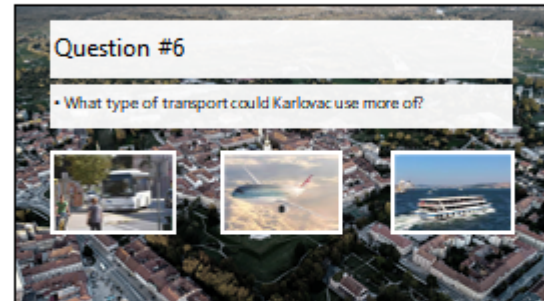 Question #6
• What type of transport could Karlovac use more of?